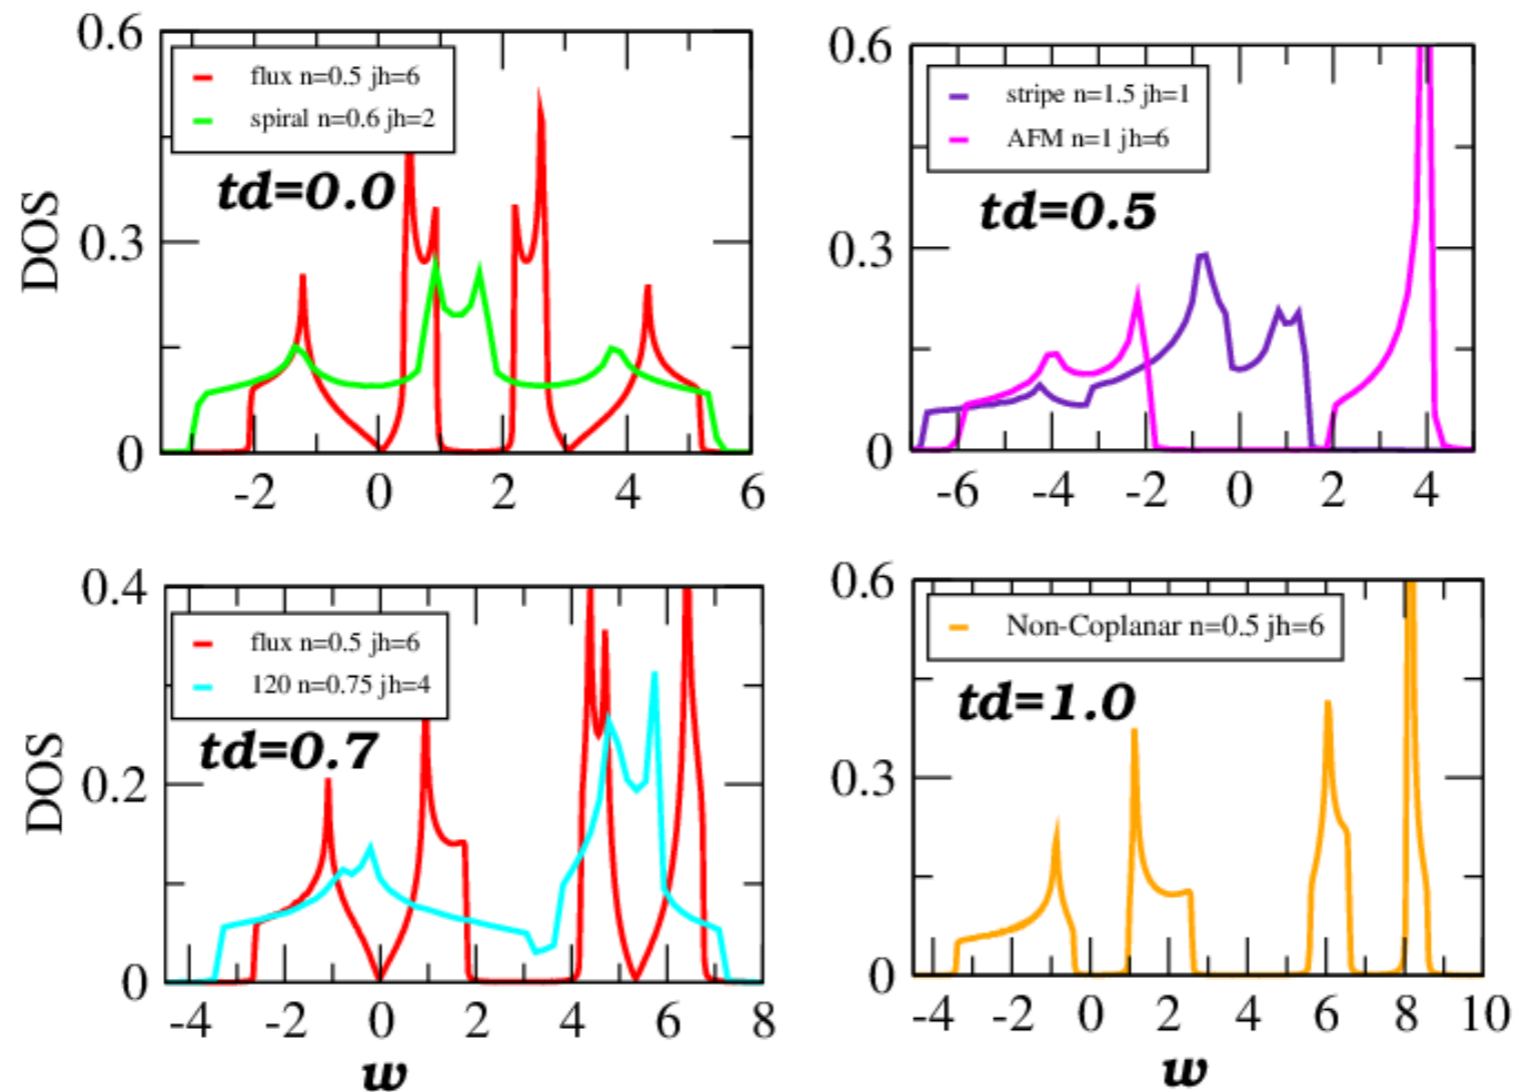 0.6
flux n=0.5 jh=6
spiral n=0.6 jh=2
td=0.0
0.3
DOS
0
-2 0 2 4 6
0.6
stripe n=1.5 jh=1
AFM n=1 jh=6
td=0.5
0.3
0
-6 -4 -2 0 2 4
0.4
flux n=0.5 jh=6
120 n=0.75 jh=4
td=0.7
0.2
DOS
0
-4 -2 0 2 4 6 8
w
0.6
Non-Coplanar n=0.5 jh=6
td=1.0
0.3
0
-4 -2 0 2 4 6 8 10
w